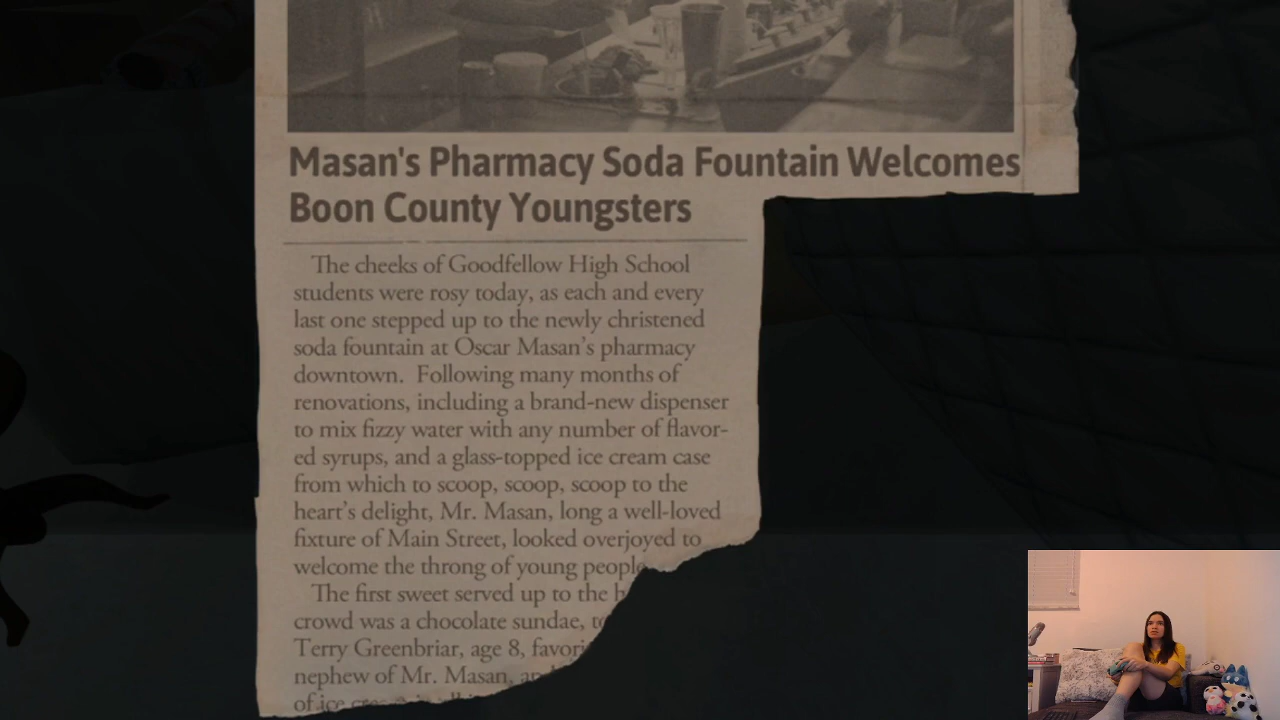 Masan's Pharmacy Soda Fountain Welcomes
Boon County Youngsters
The cheeks of Goodfellow High School
students were rosy today, as each and every
last one stepped up to the newly christened
soda fountain at Oscar Masan's pharmacy
downtown. Following many months of
renovations, including a brand-new dispenser
to mix fizzy water with any number of flavor-
ed syrups, and a glass-topped ice cream case
from which to scoop, scoop, scoop to the
heart's delight, Mr. Masan, long a well-loved
fixture of Main Street, looked overjoyed to
welcome the throng of young people
The first sweet served up to the
crowd was a chocolate sundae,
Terry Greenbriar, age 8,
nephew of Mr. Masan,
of ice